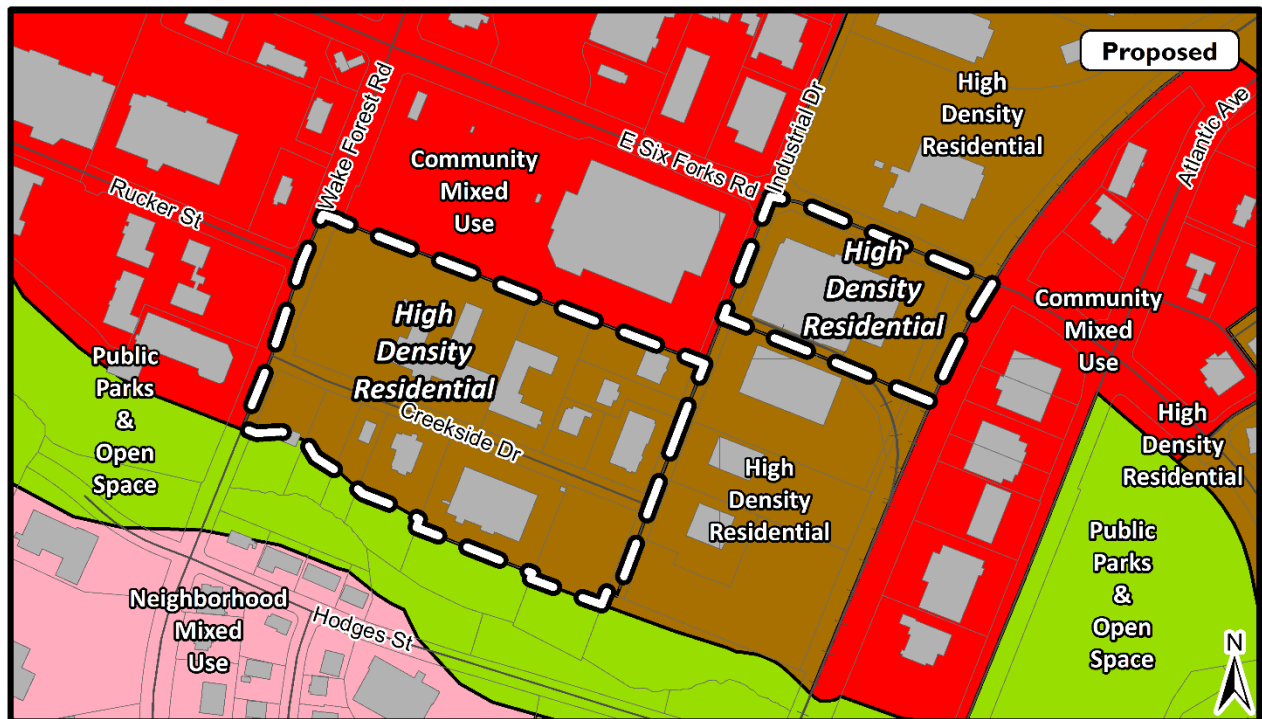 Proposed
High
Density
Residential
Wake Forest Rd
Community
Mixed
Use
E Six Forks Rd
Industrial Dr
Atlantic Ave
Rucker St
High
Density
Residential
High
Density
Residential
Community
Mixed
Use
Public
Parks
&
Open
Space
Creekside Dr
High
Density
Residential
High
Density
Residential
Public
Parks
&
Open
Space
Neighborhood
Mixed
Use
Hodges St
N